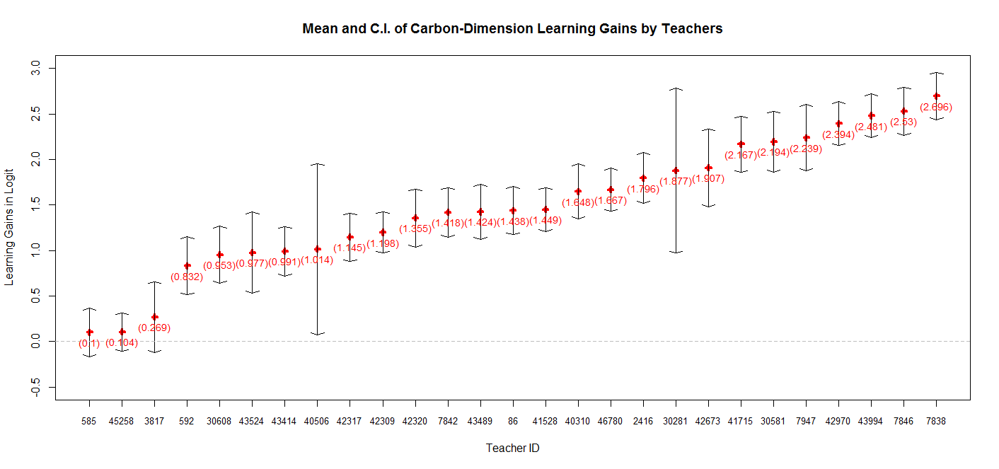 Mean and C.I. of Carbon-Dimension Learning Gains by Teachers
Learning Gains in Logit
3.0
2.5
2.0
1.5
1.0
0.5
0.0
-0.5
(0.1) (0.104) (0.269) (0.832) (0.953) (0.977) (0.991) (1.014) (1.145) (1.198) (1.355) (1.418) (1.424) (1.438) (1.449) (1.648) (1.667) (1.796) (1.877) (1.907) (2.167) (2.194) (2.239) (2.394) (2.481) (2.53) (2.696)
585 45258 3817 592 30608 43524 43414 40506 42317 42309 42320 7842 43489 86 41528 40310 46780 2416 30281 42673 41715 30581 7947 42970 43994 7846 7838
Teacher ID